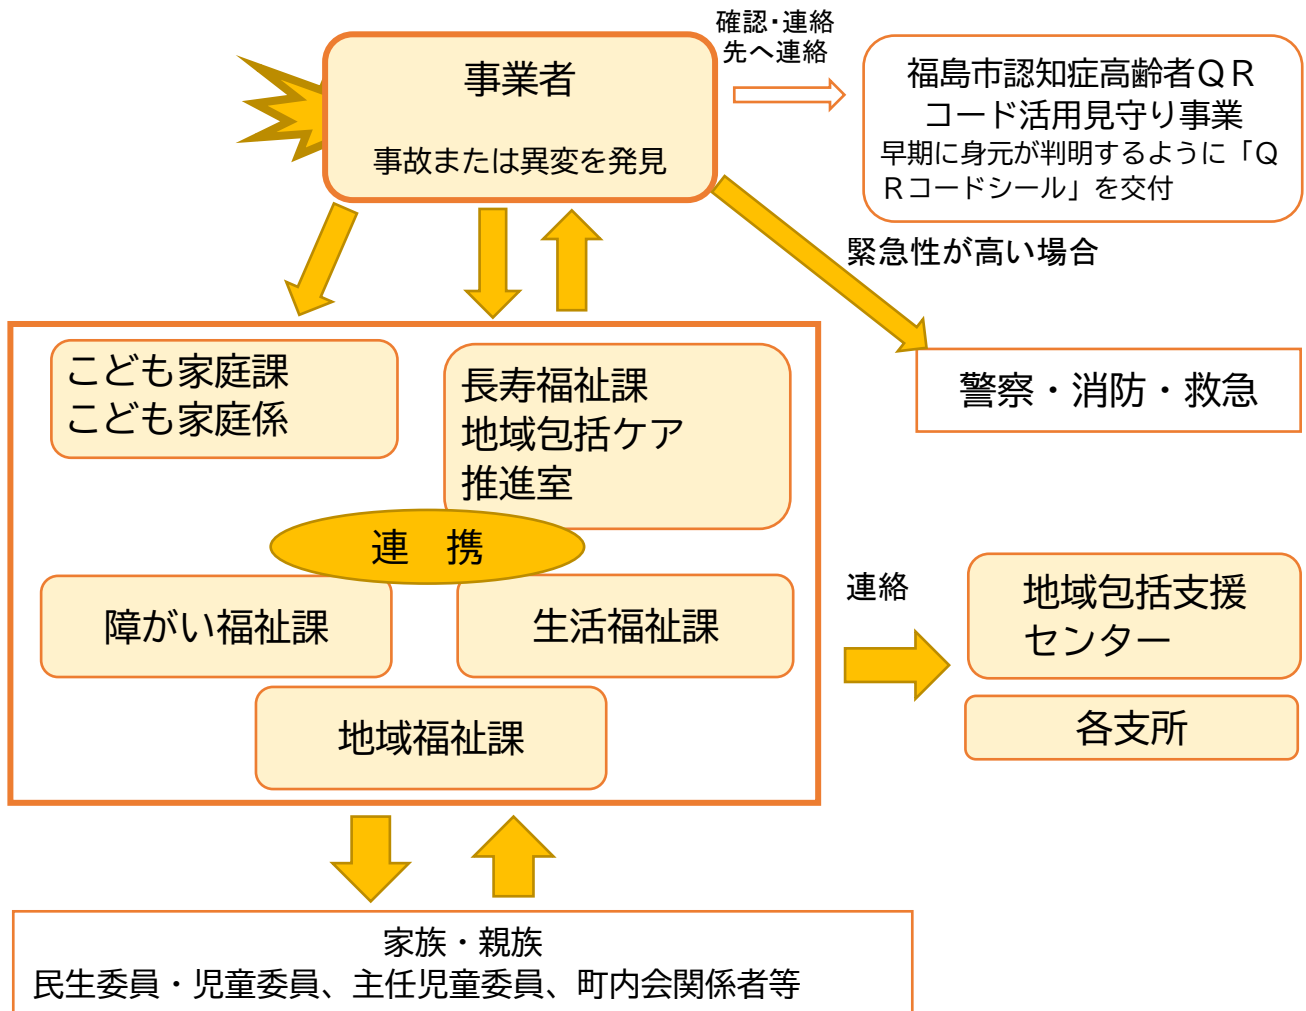 事業者
事故または異変を発見
確認・連絡
先へ連絡
福島市認知症高齢者ＱＲ
コード活用見守り事業
早期に身元が判明するように「Ｑ
Ｒコードシール」を交付
緊急性が高い場合
警察・消防・救急
こども家庭課
こども家庭係
長寿福祉課
地域包括ケア
推進室
連　携
障がい福祉課
生活福祉課
地域福祉課
連絡
地域包括支援
センター
各支所
家族・親族
民生委員・児童委員、主任児童委員、町内会関係者等